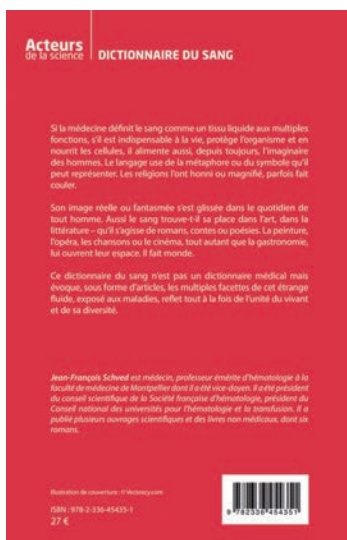 Acteurs
de la science
DICTIONNAIRE DU SANG
Si la médecine définit le sang comme un tissu liquide aux multiples
fonctions, s'il est indispensable à la vie, protège l'organisme et en
nourrit les cellules, il alimente aussi, depuis toujours, l'imaginaire
des hommes. Le langage use de la métaphore ou du symbole qu'il
peut représenter. Les religions l'ont honni ou magnifié, parfois fait
couler.
Son image réelle ou fantasmée s'est glissée dans le quotidien de
tout homme. Aussi le sang trouve-t-il sa place dans l'art, dans la
littérature – qu'il s'agisse de romans, contes ou poésies. La peinture,
l'opéra, les chansons ou le cinéma, tout autant que la gastronomie,
lui ouvrent leur espace. Il fait monde.
Ce dictionnaire du sang n'est pas un dictionnaire médical mais
évoque, sous forme d'articles, les multiples facettes de cet étrange
fluide, exposé aux maladies, reflet tout à la fois de l'unité du vivant
et de sa diversité.
Jean-François Schved est médecin, professeur émérite d'hématologie à la
faculté de médecine de Montpellier dont il a été vice-doyen. Il a été président
du conseil scientifique de la Société française d'hématologie, président du
Conseil national des universités pour l'hématologie et la transfusion. Il a
publié plusieurs ouvrages scientifiques et des livres non médicaux, dont six
romans.
Illustration de couverture : © Vecteezy.com
ISBN : 978-2-336-45435-1
27 €
9 782336 454351